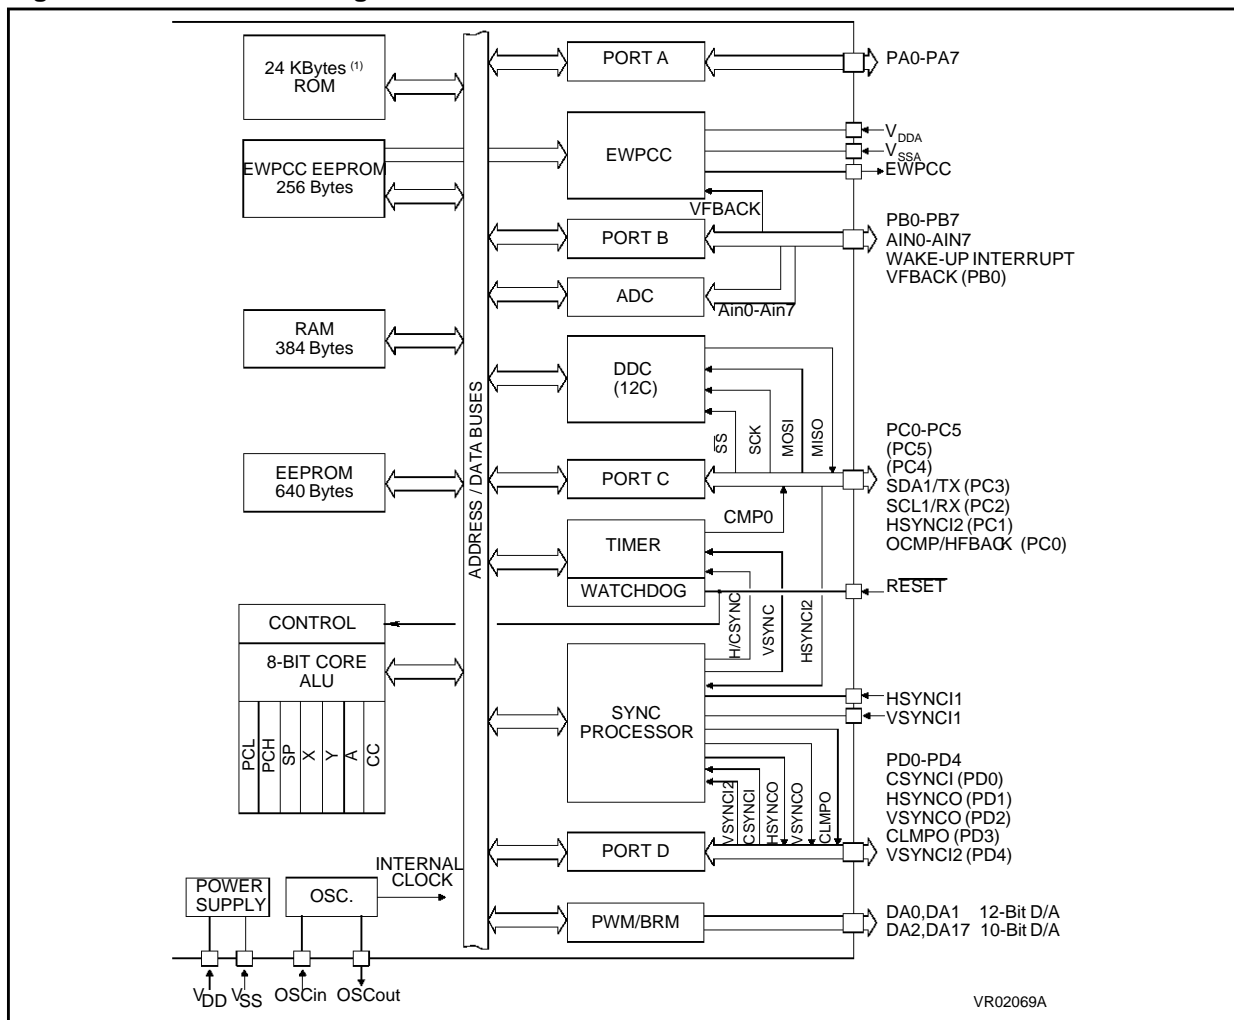 24 KBytes (1)
ROM
EWPCC EEPROM
256 Bytes
RAM
384 Bytes
EEPROM
640 Bytes
CONTROL
8-BIT CORE
ALU
PCL
PCH
SP
X
Y
A
CC
POWER
SUPPLY
OSC.
INTERNAL
CLOCK
VDD
VSS
OSCin
OSCout
ADDRESS / DATA BUSES
PORT A
EWPCC
VFBACK
PORT B
ADC
Ain0-Ain7
DDC
(12C)
SS
SCK
MOSI
MISO
PORT C
CMP0
TIMER
WATCHDOG
H/CSYNC
VSYNC
HSYNCI2
SYNC
PROCESSOR
VSYNCI2
CSYNCI
HSYNCO
VSYNCO
CLMPO
PORT D
PWM/BRM
PA0-PA7
VDDA
VSSA
EWPCC
PB0-PB7
AIN0-AIN7
WAKE-UP INTERRUPT
VFBACK (PB0)
PC0-PC5
(PC5)
(PC4)
SDA1/TX (PC3)
SCL1/RX (PC2)
HSYNCI2 (PC1)
OCMP/HFBACK (PC0)
RESET
HSYNCI1
VSYNCI1
PD0-PD4
CSYNCI (PD0)
HSYNCO (PD1)
VSYNCO (PD2)
CLMPO (PD3)
VSYNCI2 (PD4)
DA0,DA1 12-Bit D/A
DA2,DA17 10-Bit D/A
VR02069A